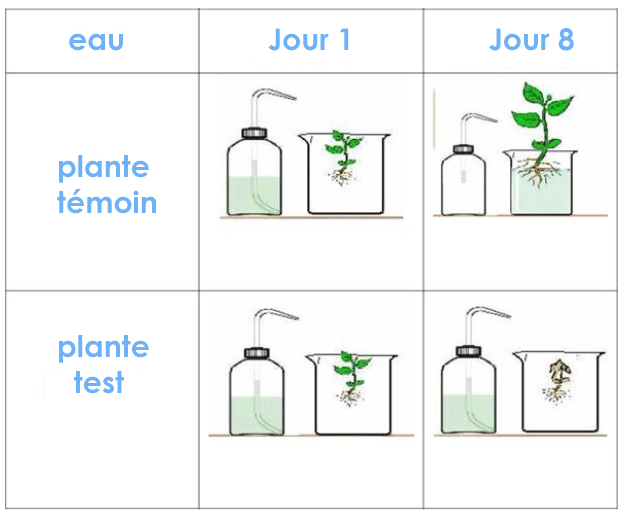 eau
Jour 1
Jour 8
plante
témoin
plante
test